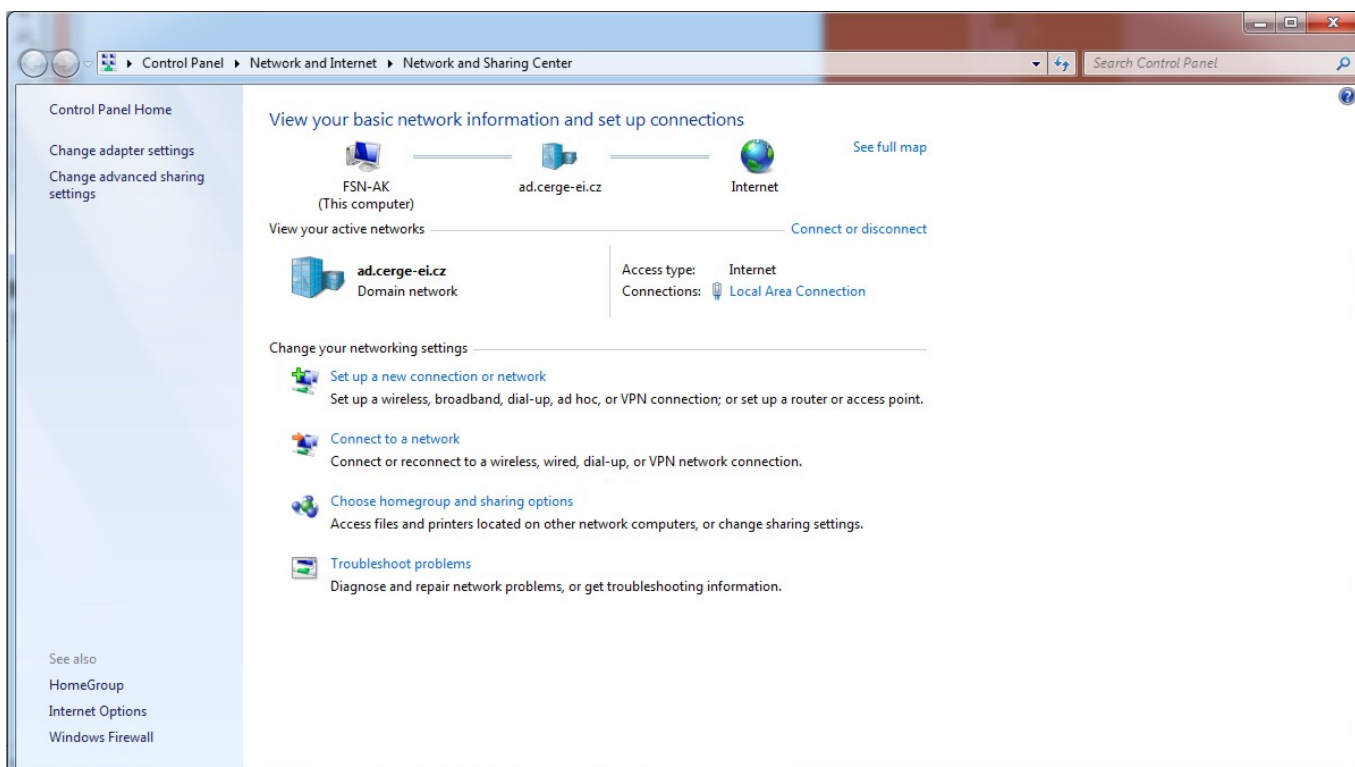 Control Panel ▸ Network and Internet ▸ Network and Sharing Center
Search Control Panel
Control Panel Home
Change adapter settings
Change advanced sharing
settings
View your basic network information and set up connections
See full map
FSN-AK
(This computer)
ad.cerge-ei.cz
Internet
View your active networks
Connect or disconnect
ad.cerge-ei.cz
Domain network
Access type: Internet
Connections: Local Area Connection
Change your networking settings
Set up a new connection or network
Set up a wireless, broadband, dial-up, ad hoc, or VPN connection; or set up a router or access point.
Connect to a network
Connect or reconnect to a wireless, wired, dial-up, or VPN network connection.
Choose homegroup and sharing options
Access files and printers located on other network computers, or change sharing settings.
Troubleshoot problems
Diagnose and repair network problems, or get troubleshooting information.
See also
HomeGroup
Internet Options
Windows Firewall